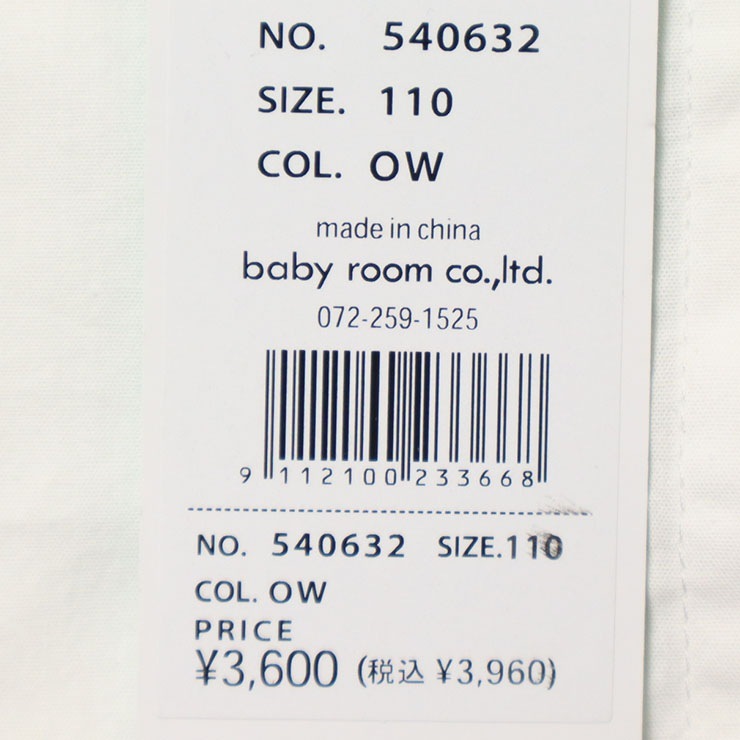 NO. 540632
SIZE. 110
COL. OW
made in china
baby room co.,ltd.
072-259-1525
9 112100 233668
NO. 540632 SIZE.110
COL. OW
PRICE
¥3,600 (税込 ¥3,960)